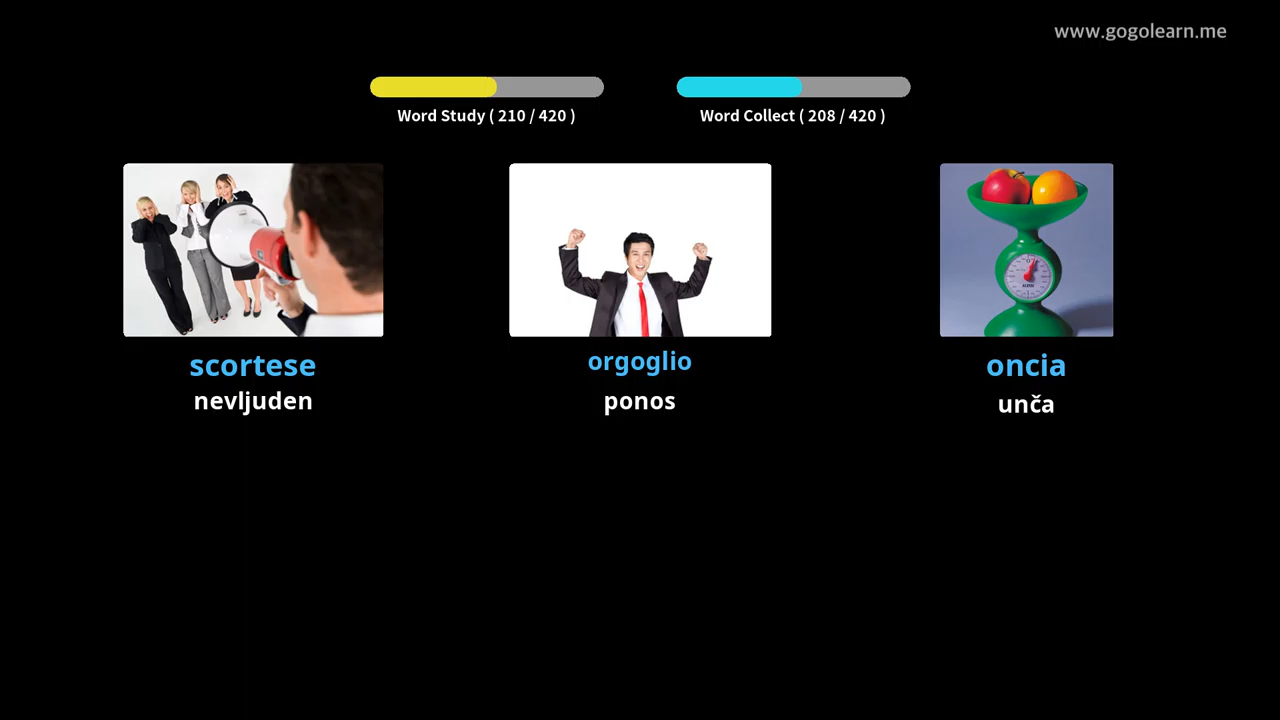 www.gogolearn.me
Word Study ( 210 / 420 )
Word Collect ( 208 / 420 )
scortese
orgoglio
oncia
nevljuden
ponos
unča